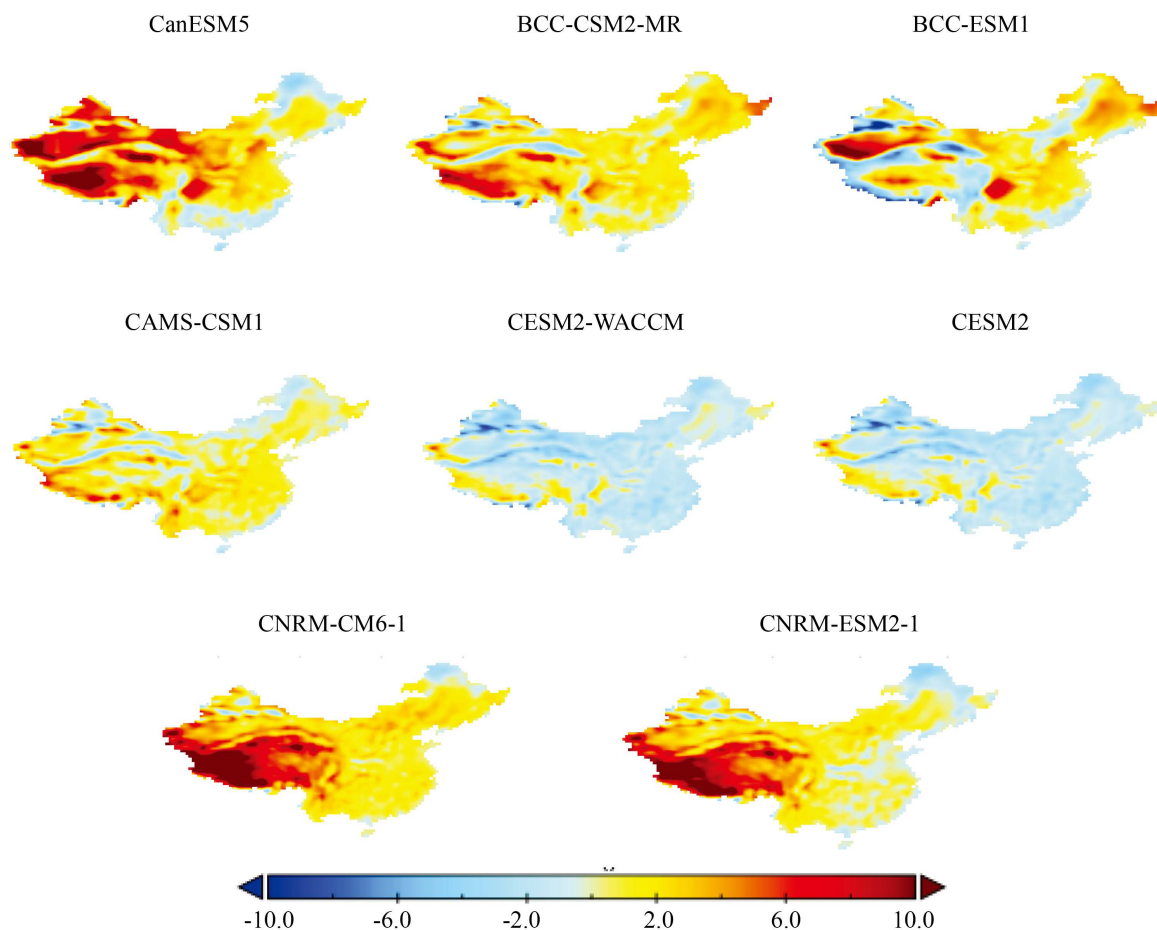 CanESM5
BCC-CSM2-MR
BCC-ESM1
CAMS-CSM1
CESM2-WACCM
CESM2
CNRM-CM6-1
CNRM-ESM2-1
-10.0 -6.0 -2.0 2.0 6.0 10.0